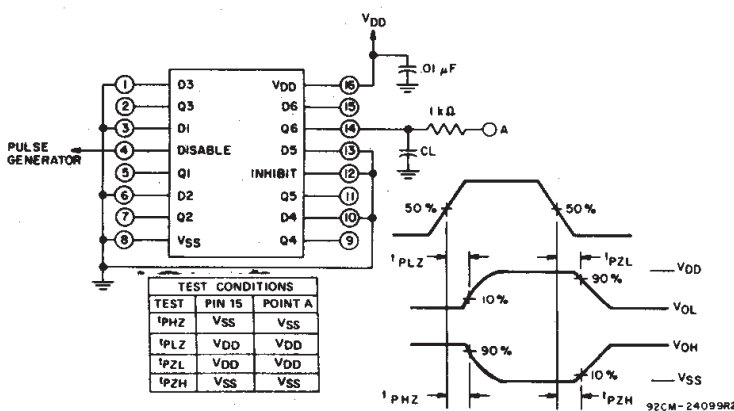 VDD
.01 µF
1 D3 VDD 16
2 Q3 D6 15
3 D1 Q6 14
1 kΩ
A
PULSE GENERATOR
4 DISABLE D5 13
CL
5 Q1 INHIBIT 12
6 D2 Q5 11
7 Q2 D4 10
8 VSS Q4 9
TEST CONDITIONS
TEST PIN 15 POINT A
tPHZ VSS VSS
tPLZ VDD VDD
tPZL VDD VDD
tPZH VSS VSS
50% 50%
tPLZ tPZL
90% VDD
10% VOL
90% VOH
10% VSS
tPHZ tPZH
92CM-24099R2